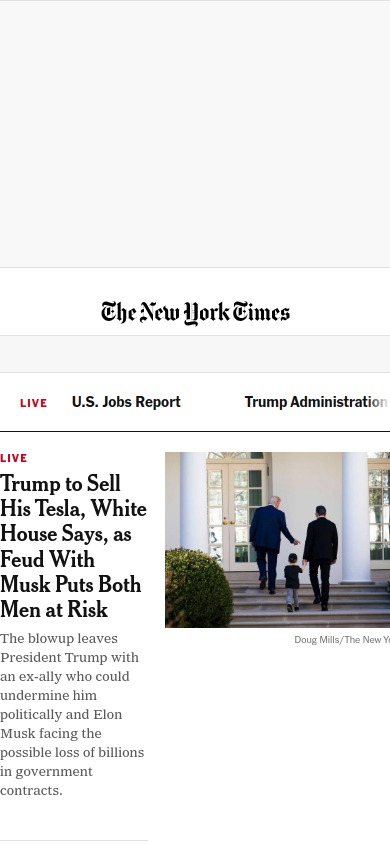 The New York Times
LIVE
U.S. Jobs Report
Trump Administration
LIVE
Trump to Sell
His Tesla, White
House Says, as
Feud With
Musk Puts Both
Men at Risk
Doug Mills/The New Yo
The blowup leaves
President Trump with
an ex-ally who could
undermine him
politically and Elon
Musk facing the
possible loss of billions
in government
contracts.